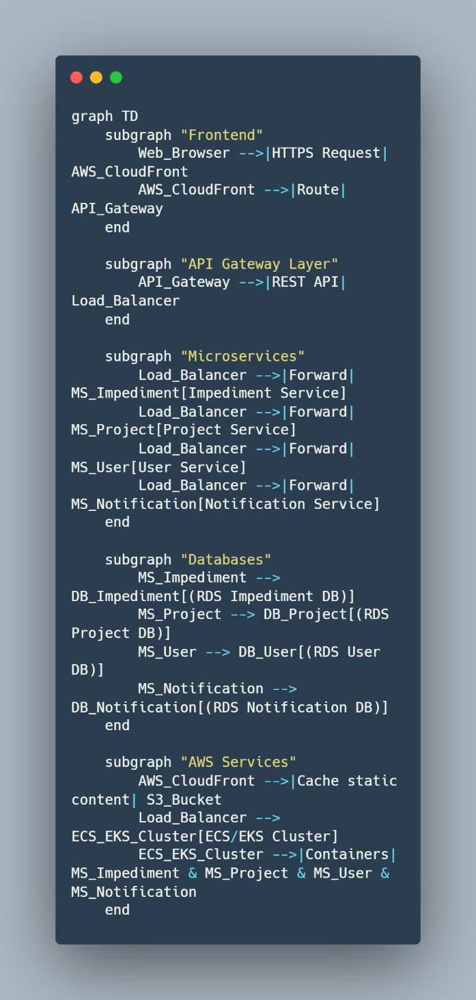 graph TD
    subgraph "Frontend"
        Web_Browser -->|HTTPS Request|
AWS_CloudFront
        AWS_CloudFront -->|Route|
API_Gateway
    end

    subgraph "API Gateway Layer"
        API_Gateway -->|REST API|
Load_Balancer
    end

    subgraph "Microservices"
        Load_Balancer -->|Forward|
MS_Impediment[Impediment Service]
        Load_Balancer -->|Forward|
MS_Project[Project Service]
        Load_Balancer -->|Forward|
MS_User[User Service]
        Load_Balancer -->|Forward|
MS_Notification[Notification Service]
    end

    subgraph "Databases"
        MS_Impediment -->
DB_Impediment[(RDS Impediment DB)]
        MS_Project --> DB_Project[(RDS
Project DB)]
        MS_User --> DB_User[(RDS User
DB)]
        MS_Notification -->
DB_Notification[(RDS Notification DB)]
    end

    subgraph "AWS Services"
        AWS_CloudFront -->|Cache static
content| S3_Bucket
        Load_Balancer -->
ECS_EKS_Cluster[ECS/EKS Cluster]
        ECS_EKS_Cluster -->|Containers|
MS_Impediment & MS_Project & MS_User &
MS_Notification
    end